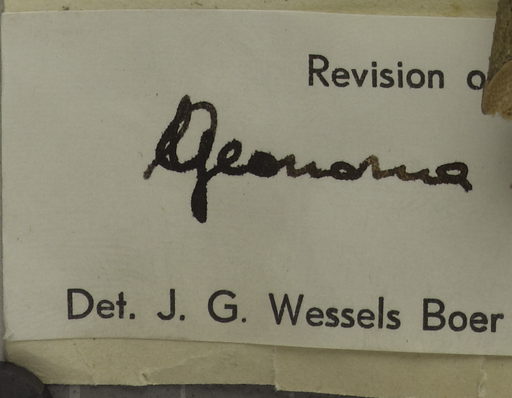 Revision o
Geonoma
Det. J. G. Wessels Boer